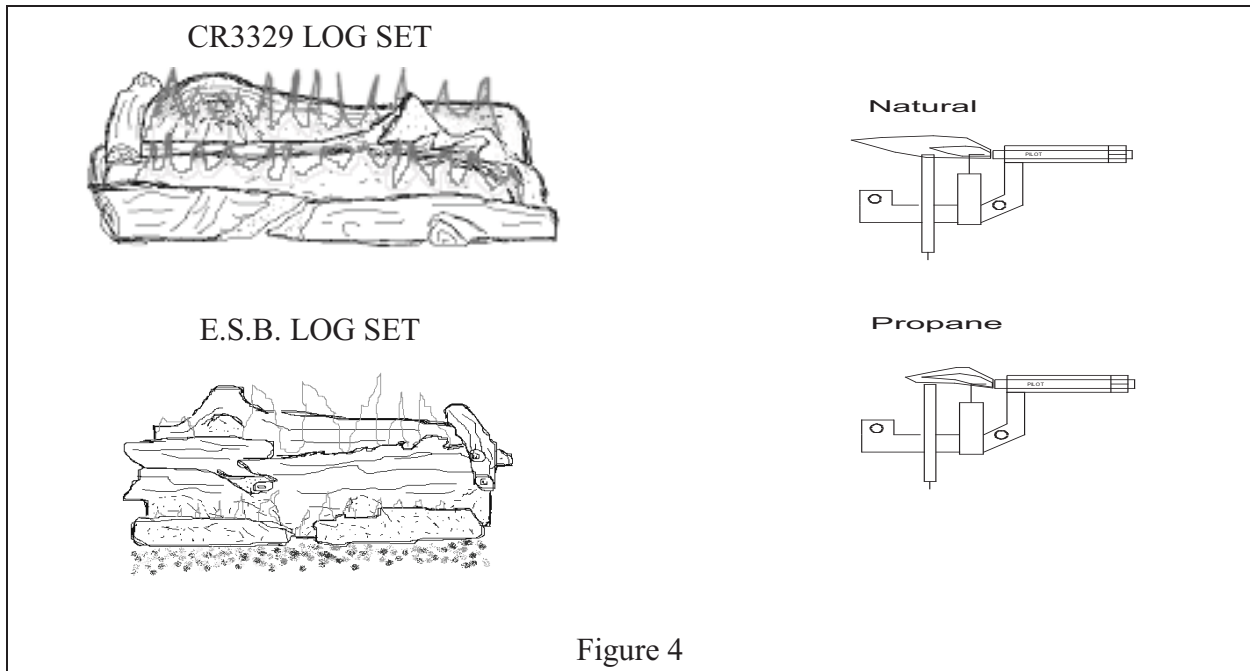 CR3329 LOG SET
Natural
PILOT
E.S.B. LOG SET
Propane
PILOT
Figure 4